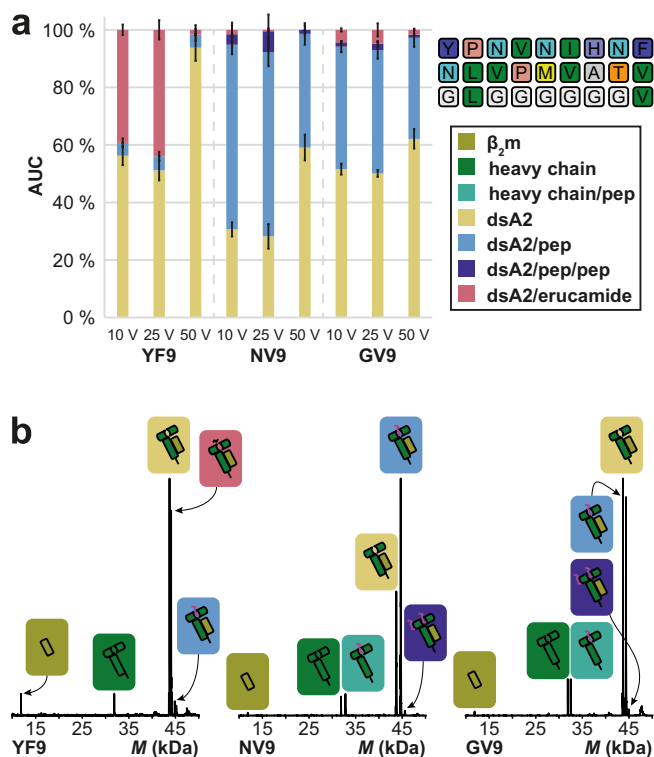 a
100 %
80 %
60 %
40 %
20 %
0 %
AUC
10 V 25 V 50 V 10 V 25 V 50 V 10 V 25 V 50 V
YF9 NV9 GV9
Y P N V N I H N F
N L V P M V A T V
G L G G G G G G V
β₂m
heavy chain
heavy chain/pep
dsA2
dsA2/pep
dsA2/pep/pep
dsA2/erucamide
b
15 25 35 45 15 25 35 45 15 25 35 45
YF9 M (kDa) NV9 M (kDa) GV9 M (kDa)